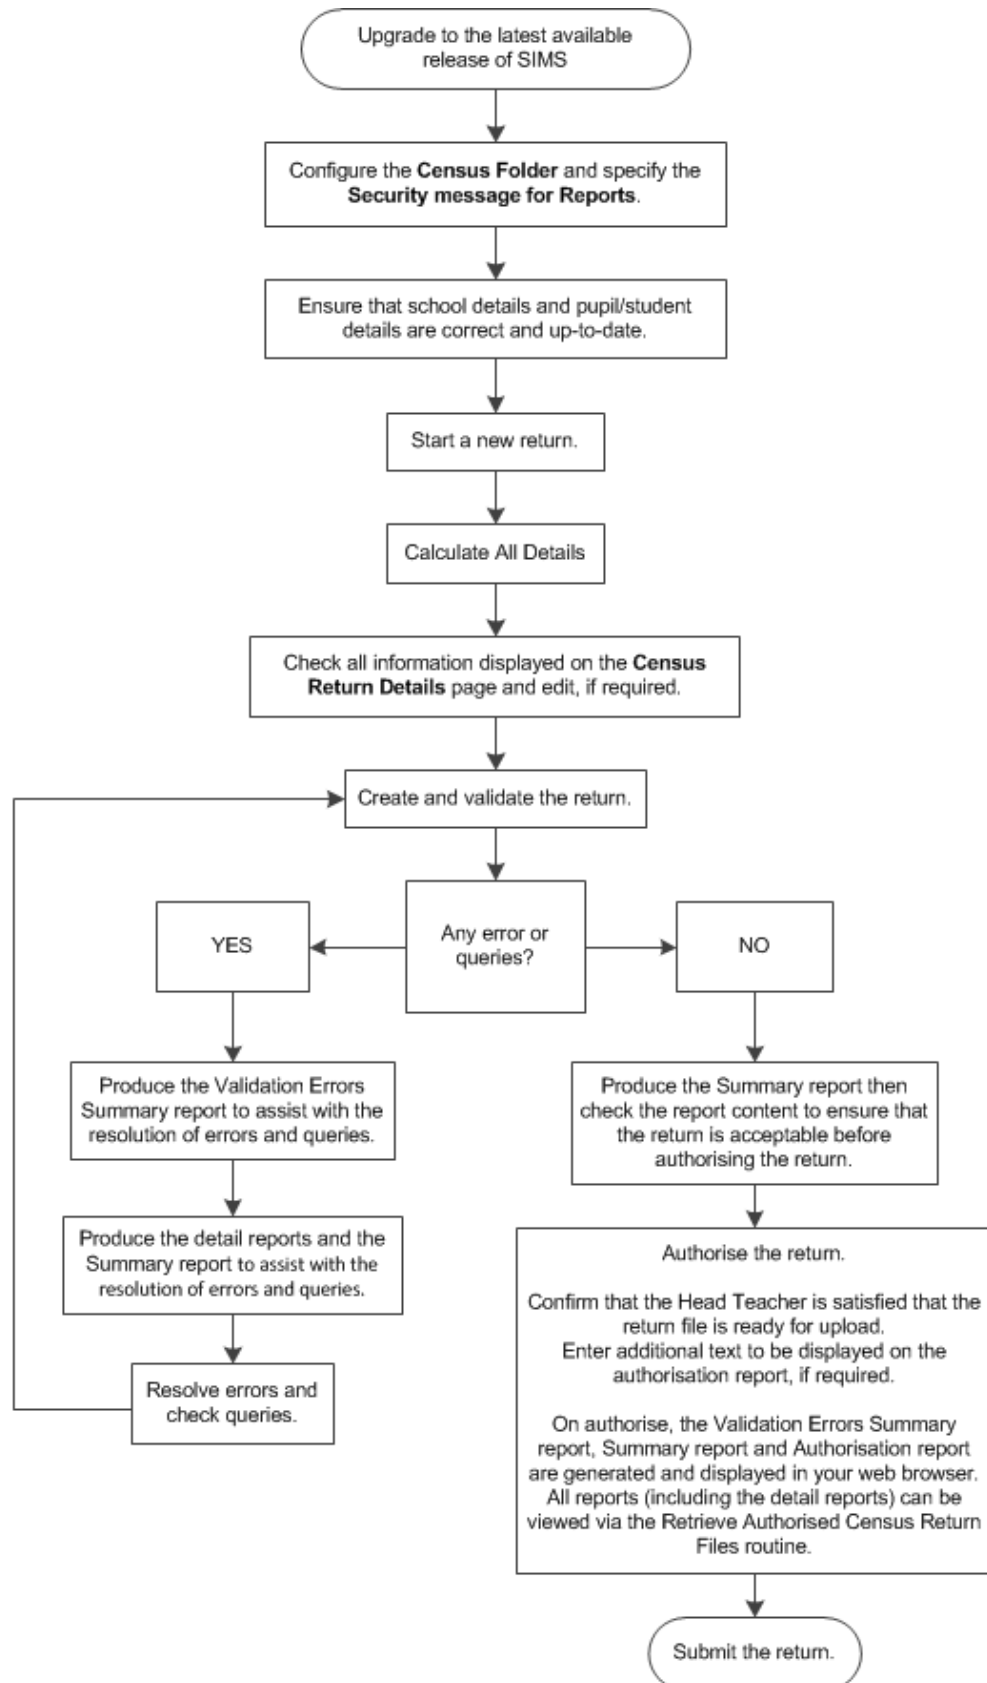 Upgrade to the latest available
release of SIMS
Configure the Census Folder and specify the
Security message for Reports.
Ensure that school details and pupil/student
details are correct and up-to-date.
Start a new return.
Calculate All Details
Check all information displayed on the Census
Return Details page and edit, if required.
Create and validate the return.
Any error or
queries?
YES
NO
Produce the Validation Errors
Summary report to assist with the
resolution of errors and queries.
Produce the detail reports and the
Summary report to assist with the
resolution of errors and queries.
Resolve errors and
check queries.
Produce the Summary report then
check the report content to ensure that
the return is acceptable before
authorising the return.
Authorise the return.
Confirm that the Head Teacher is satisfied that the
return file is ready for upload.
Enter additional text to be displayed on the
authorisation report, if required.
On authorise, the Validation Errors Summary
report, Summary report and Authorisation report
are generated and displayed in your web browser.
All reports (including the detail reports) can be
viewed via the Retrieve Authorised Census Return
Files routine.
Submit the return.